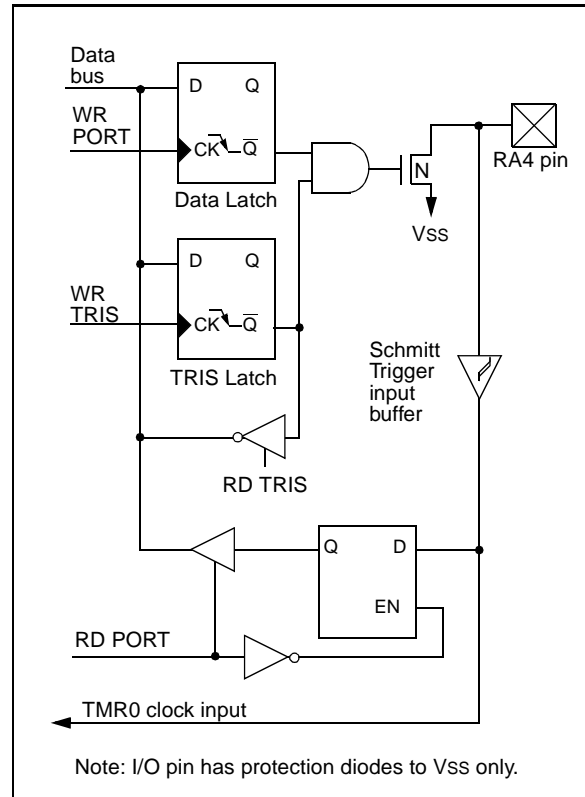 Data
bus
D Q
WR
PORT
CK Q
N
RA4 pin
Data Latch
VSS
D Q
WR
TRIS
CK Q
Schmitt
Trigger
input
buffer
TRIS Latch
RD TRIS
Q D
EN
RD PORT
TMR0 clock input
Note: I/O pin has protection diodes to VSS only.